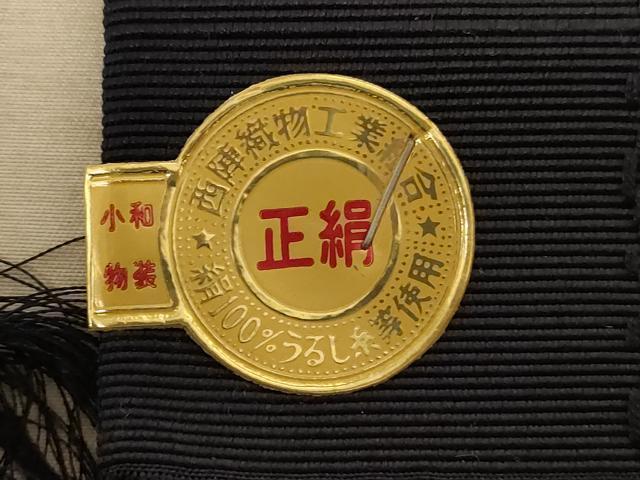 西陣織物工業組合
正絹
絹100%うるし糸等使用
和装
小物